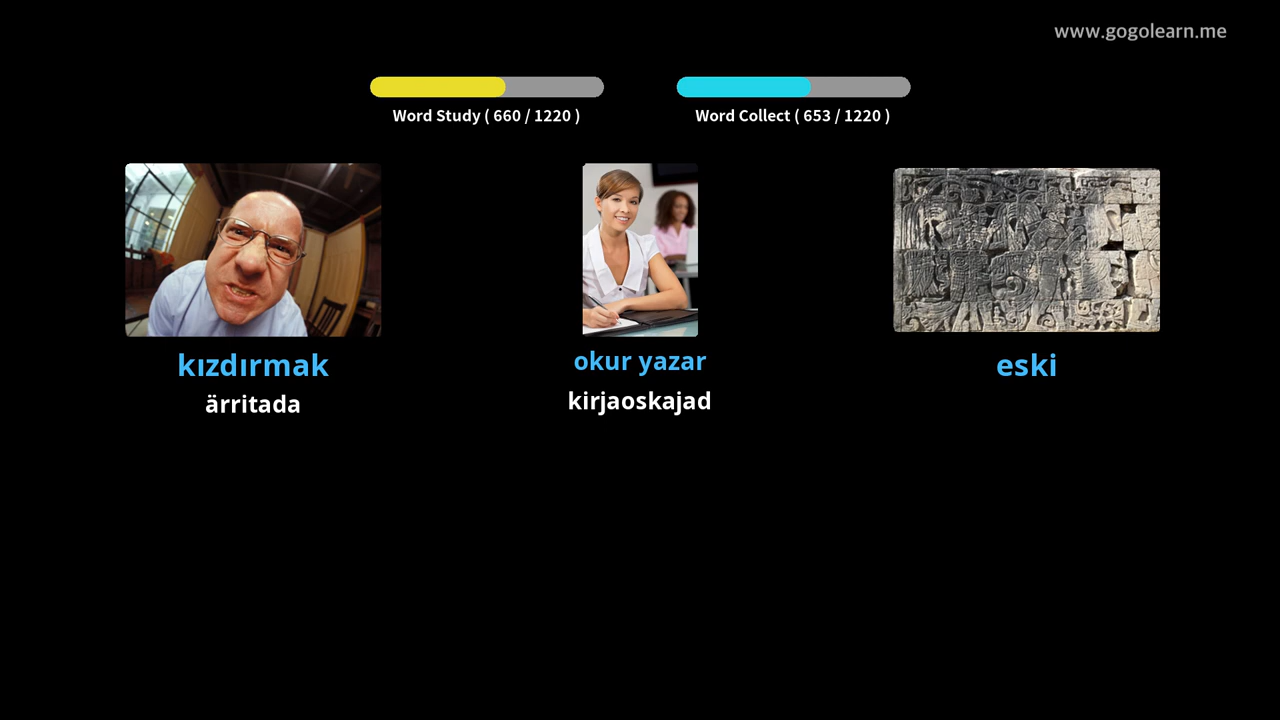 www.gogolearn.me
Word Study ( 660 / 1220 )
Word Collect ( 653 / 1220 )
kızdırmak
ärritada
okur yazar
kirjaoskajad
eski